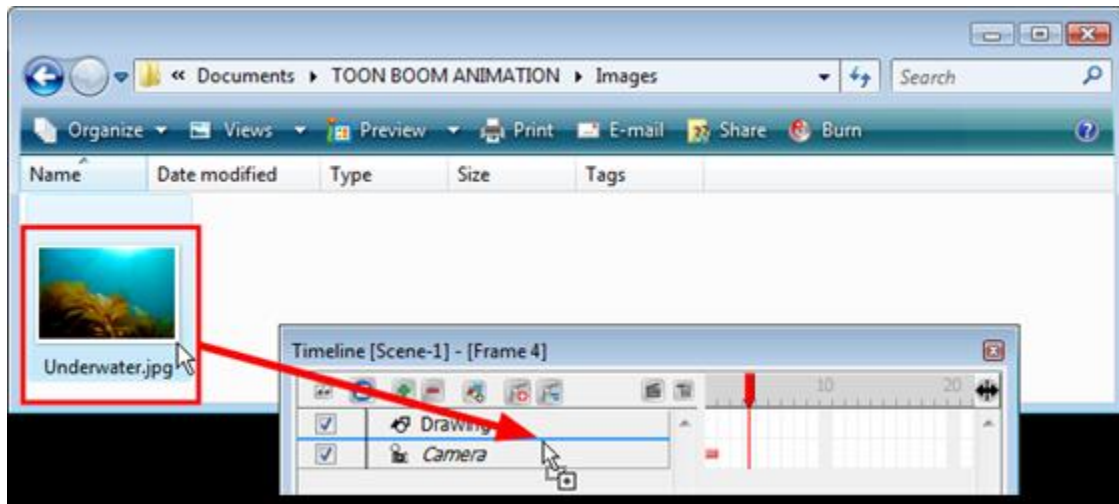 « Documents ▸ TOON BOOM ANIMATION ▸ Images Search
Organize Views Preview Print E-mail Share Burn
Name Date modified Type Size Tags
Underwater.jpg
Timeline [Scene-1] - [Frame 4]
10 20
Drawing
Camera